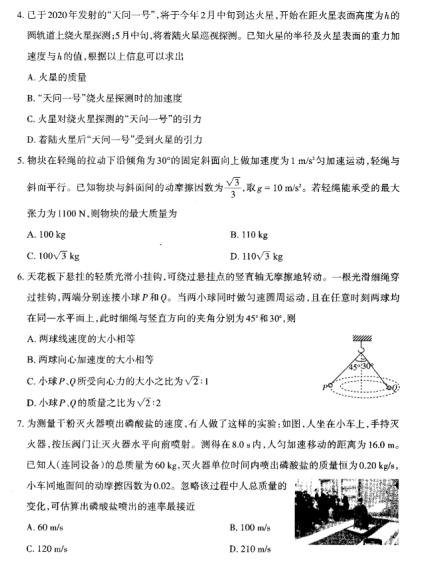 4. 已于2020年发射的“天问一号”，将于今年2月中旬到达火星，开始在距火星表面高度为h的
圆轨道上绕火星探测；5月中旬，将着陆火星巡视探测。已知火星的半径及火星表面的重力加
速度与h的值，根据以上信息可以求出
A. 火星的质量
B. “天问一号”绕火星探测时的加速度
C. 火星对绕火星探测的“天问一号”的引力
D. 着陆火星后“天问一号”受到火星的引力
5. 物块在轻绳的拉动下沿倾角为30°的固定斜面向上做加速度为1 m/s²匀加速运动，轻绳与
斜面平行。已知物块与斜面间的动摩擦因数为√3/3，取g = 10 m/s²。若轻绳能承受的最大
张力为1100 N，则物块的最大质量为
A. 100 kg
B. 110 kg
C. 100√3 kg
D. 110√3 kg
6. 天花板下悬挂的轻质光滑小挂钩，可绕过悬挂点的竖直轴无摩擦地转动。一根光滑细绳穿
过挂钩，两端分别连接小球P和Q。当两小球同时做匀速圆周运动，且在任意时刻两球均
在同一水平面上，此时细绳与竖直方向的夹角分别为45°和30°，则
A. 两球线速度的大小相等
B. 两球向心加速度的大小相等
C. 小球P、Q所受向心力的大小之比为√2:1
D. 小球P、Q的质量之比为√2:2
45° 30°
P Q
7. 为测量干粉灭火器喷出磷酸盐的速度，有人做了这样的实验：如图，人坐在小车上，手持灭
火器，按压阀门让灭火器水平向前喷射。测得在8.0 s内，人匀加速移动的距离为16.0 m。
已知人(连同设备)的总质量为60 kg，灭火器单位时间内喷出磷酸盐的质量恒为0.20 kg/s，
小车同地面间的动摩擦因数为0.02。忽略该过程中人总质量的
变化，可估算出磷酸盐喷出的速率最接近
A. 60 m/s
B. 100 m/s
C. 120 m/s
D. 210 m/s